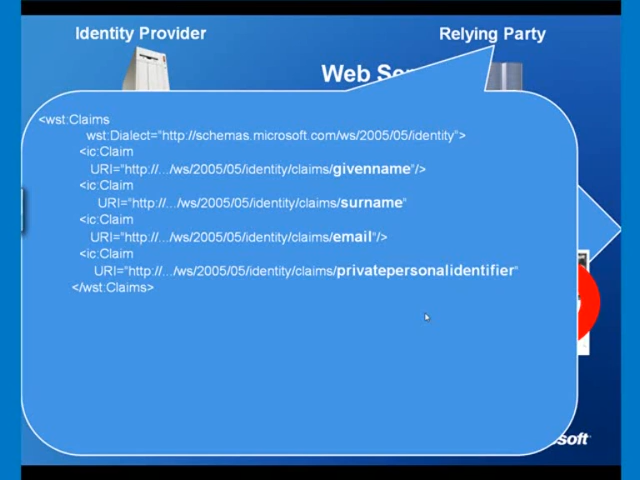 Identity Provider
Relying Party
Web Ser
<wst:Claims
wst:Dialect="http://schemas.microsoft.com/ws/2005/05/identity">
<ic:Claim
URI="http://.../ws/2005/05/identity/claims/givenname"/>
<ic:Claim
URI="http://.../ws/2005/05/identity/claims/surname"
<ic:Claim
URI="http://.../ws/2005/05/identity/claims/email"/>
<ic:Claim
URI="http://.../ws/2005/05/identity/claims/privatepersonalidentifier"
</wst:Claims>
soft